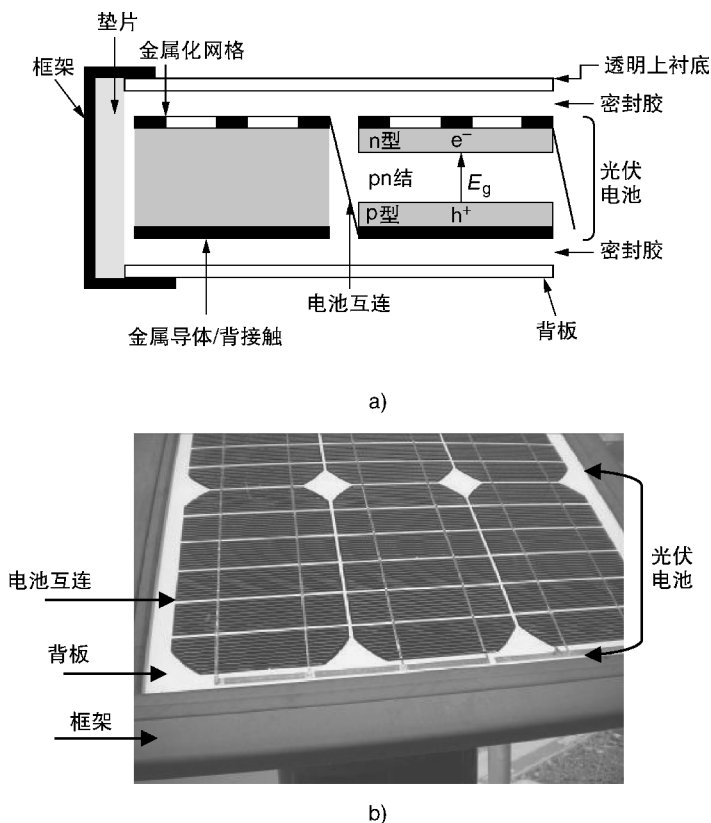 垫片
金属化网格
框架
透明上衬底
密封胶
n型 e⁻
pn结
E_g
p型 h⁺
光伏
电池
密封胶
电池互连
背板
金属导体/背接触
a)
电池互连
光伏
电池
背板
框架
b)